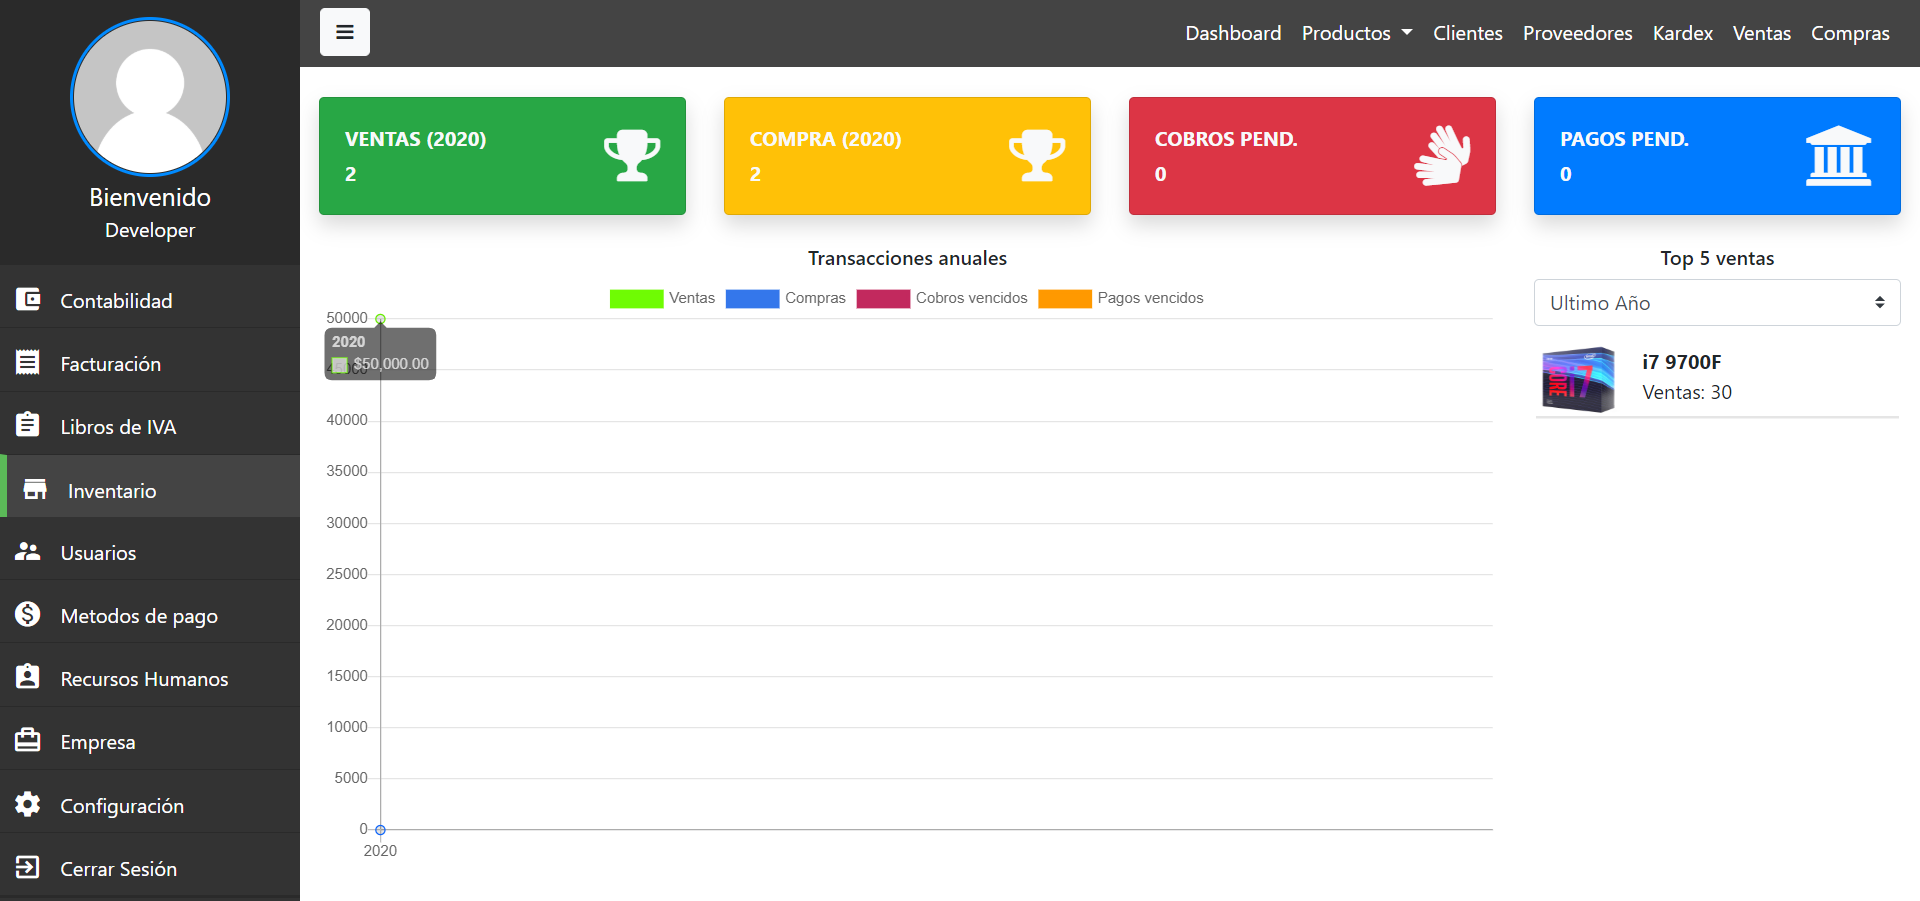 Bienvenido
Developer
Contabilidad
Facturación
Libros de IVA
Inventario
Usuarios
Metodos de pago
Recursos Humanos
Empresa
Configuración
Cerrar Sesión
Dashboard Productos Clientes Proveedores Kardex Ventas Compras
VENTAS (2020)
2
COMPRA (2020)
2
COBROS PEND.
0
PAGOS PEND.
0
Transacciones anuales
Ventas Compras Cobros vencidos Pagos vencidos
50000
2020
$50,000.00
45000
40000
35000
30000
25000
20000
15000
10000
5000
0
2020
Top 5 ventas
Ultimo Año
CORE i7
i7 9700F
Ventas: 30